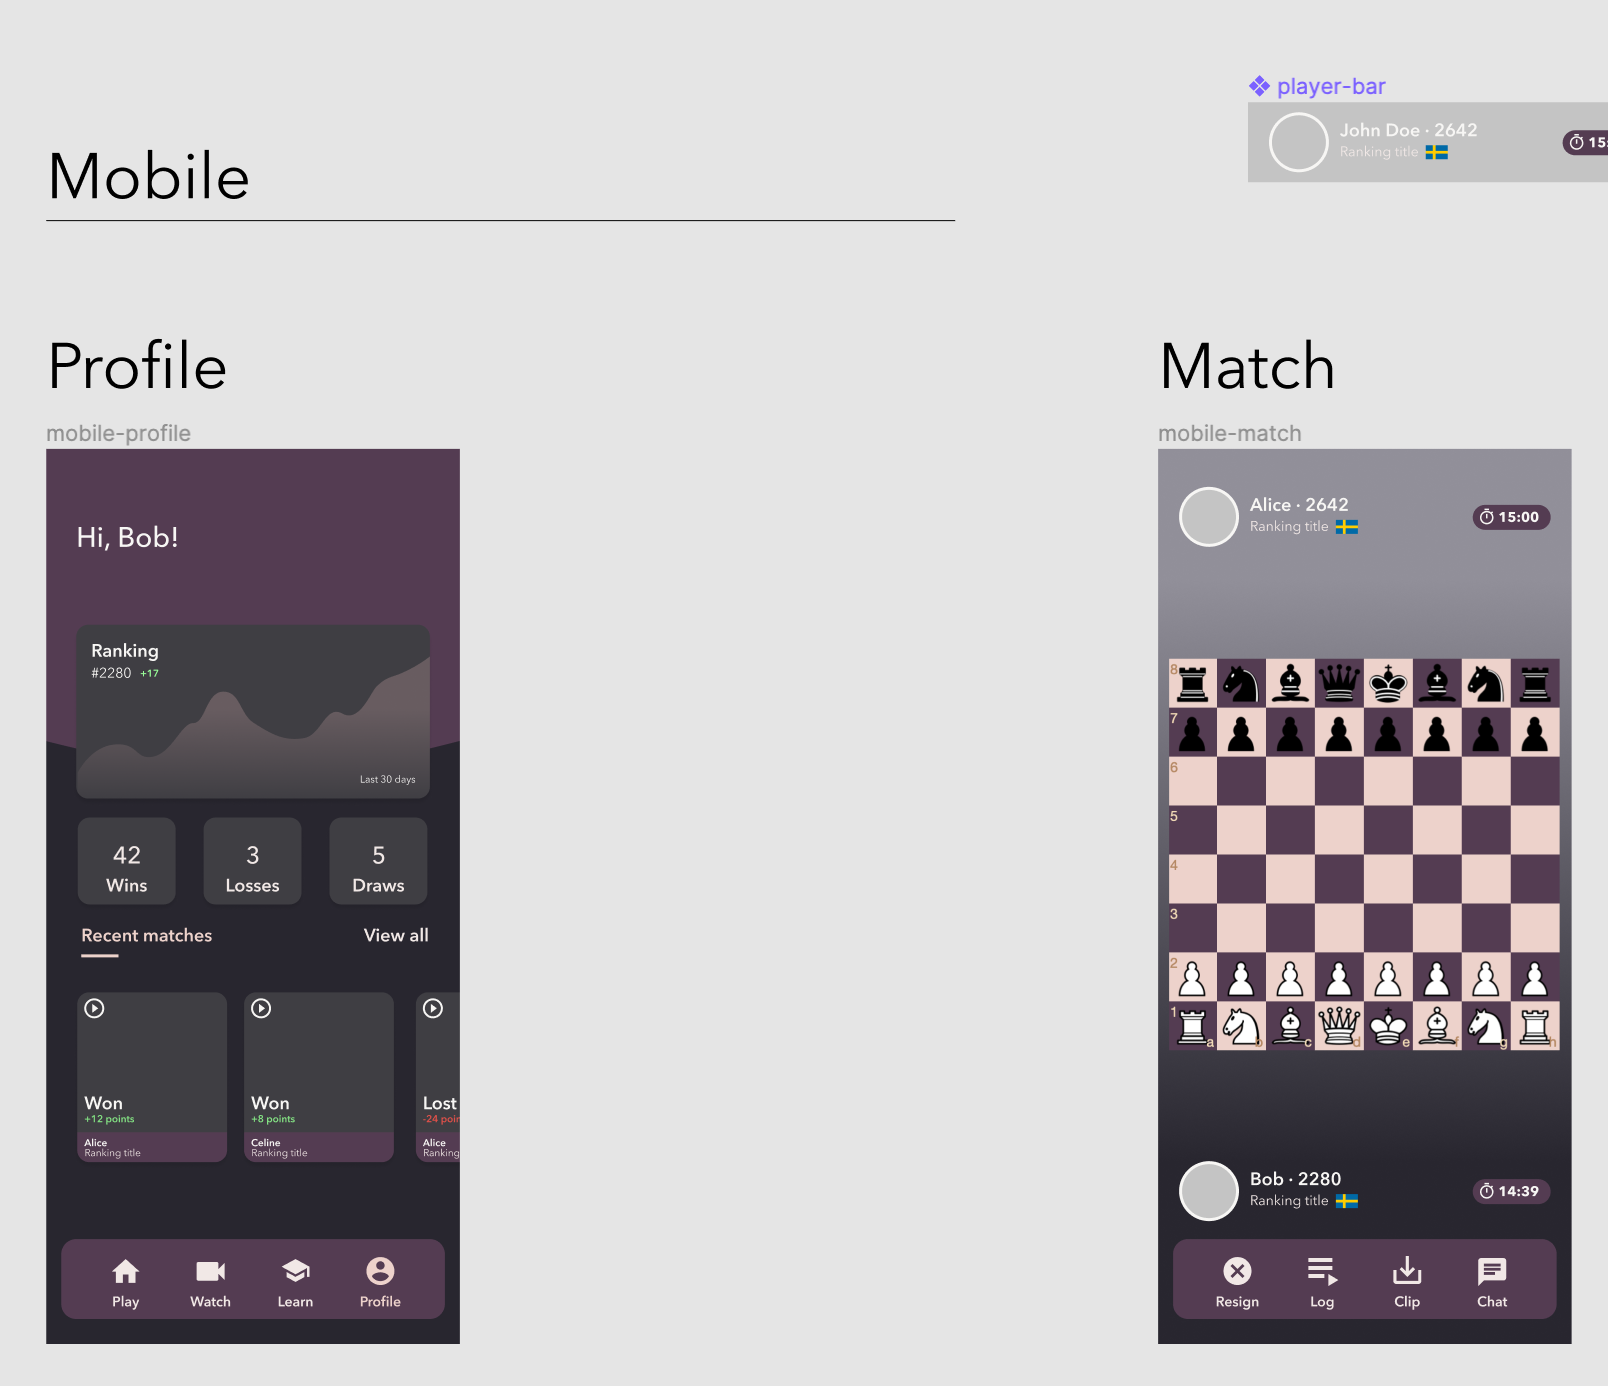 player-bar
John Doe · 2642
Ranking title
Mobile
Profile
mobile-profile
Hi, Bob!
Ranking
#2280 +17
Last 30 days
42
Wins
3
Losses
5
Draws
Recent matches
View all
Won
+12 points
Alice
Ranking title
Won
+8 points
Celine
Ranking title
Lost
-24
Alice
Ranking
Play
Watch
Learn
Profile
Match
mobile-match
Alice · 2642
Ranking title
15:00
8
7
6
5
4
3
2
1
a b c d e f g h
Bob · 2280
Ranking title
14:39
Resign
Log
Clip
Chat